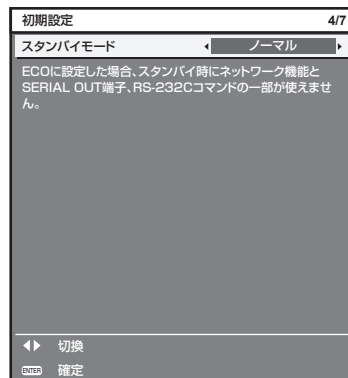 初期設定 4/7
スタンバイモード ノーマル
ECOに設定した場合、スタンバイ時にネットワーク機能と
SERIAL OUT端子、RS-232Cコマンドの一部が使えませ
ん。
切換
ENTER 確定